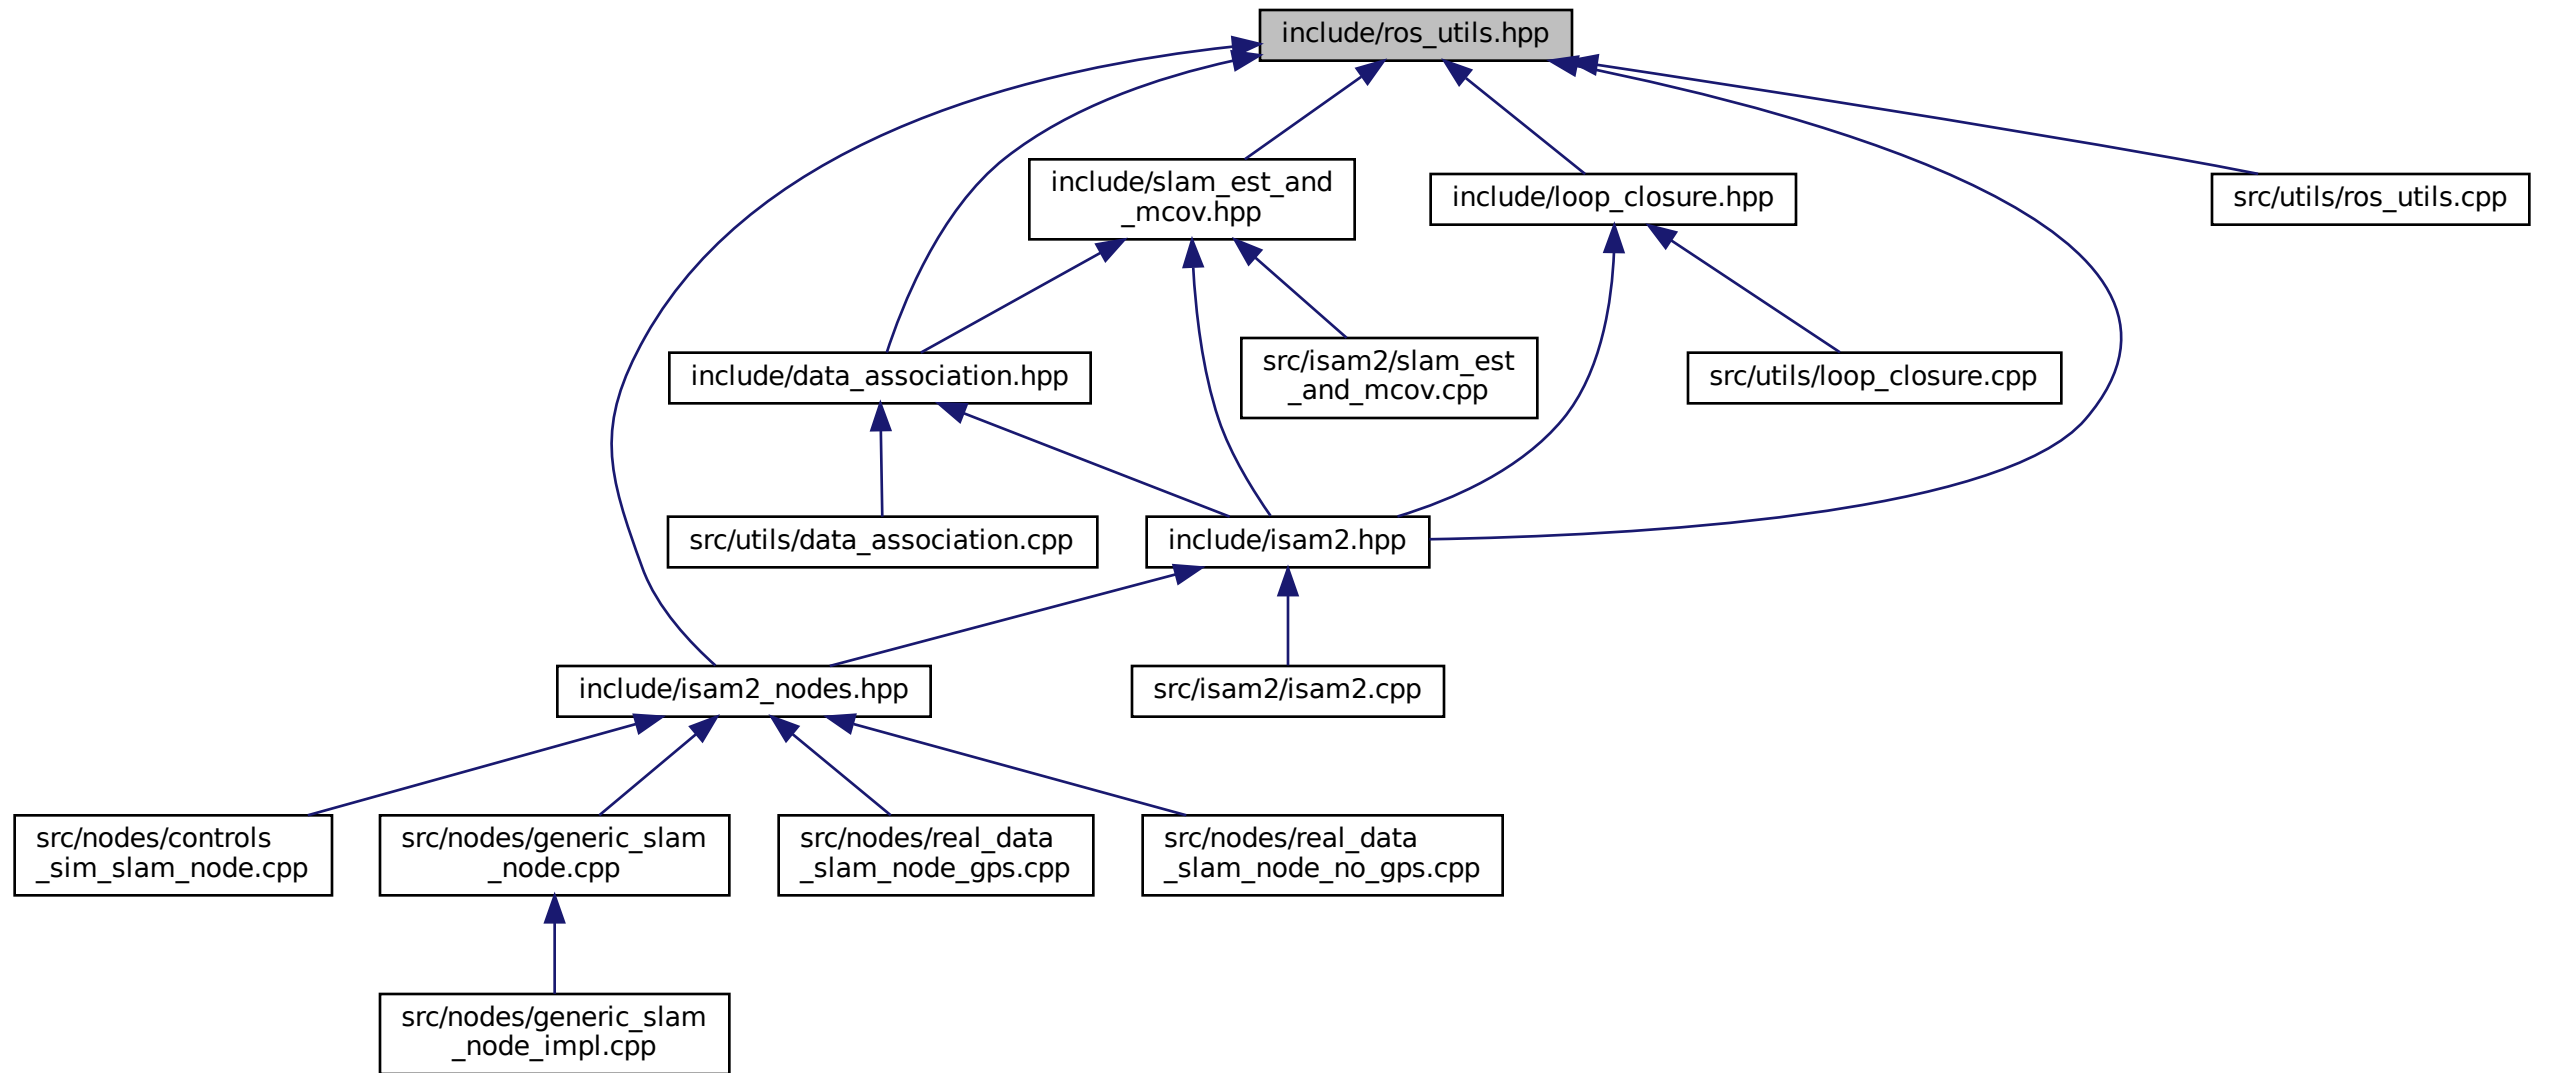 include/ros_utils.hpp
include/slam_est_and
_mcov.hpp
include/loop_closure.hpp
src/utils/ros_utils.cpp
include/data_association.hpp
src/isam2/slam_est
_and_mcov.cpp
src/utils/loop_closure.cpp
src/utils/data_association.cpp
include/isam2.hpp
include/isam2_nodes.hpp
src/isam2/isam2.cpp
src/nodes/controls
_sim_slam_node.cpp
src/nodes/generic_slam
_node.cpp
src/nodes/real_data
_slam_node_gps.cpp
src/nodes/real_data
_slam_node_no_gps.cpp
src/nodes/generic_slam
_node_impl.cpp